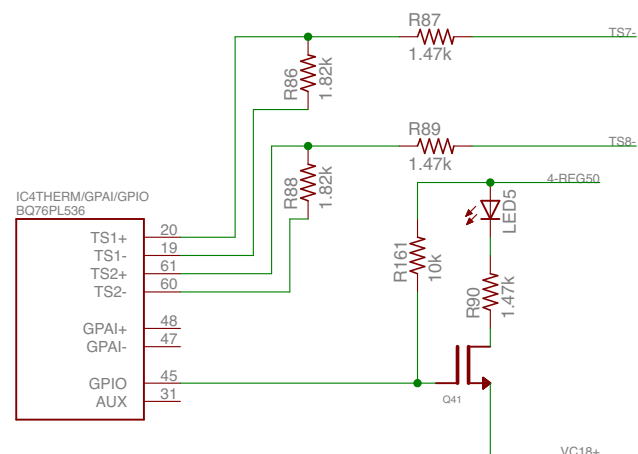 R87
TS7-
1.47k
R86
1.82k
R89
TS8-
1.47k
R88
1.82k
4-REG50
LED5
IC4THERM/GPAI/GPIO
BQ76PL536
TS1+ 20
TS1- 19
TS2+ 61
TS2- 60
R161
10k
R90
1.47k
GPAI+ 48
GPAI- 47
GPIO 45
AUX 31
Q41
VC18+